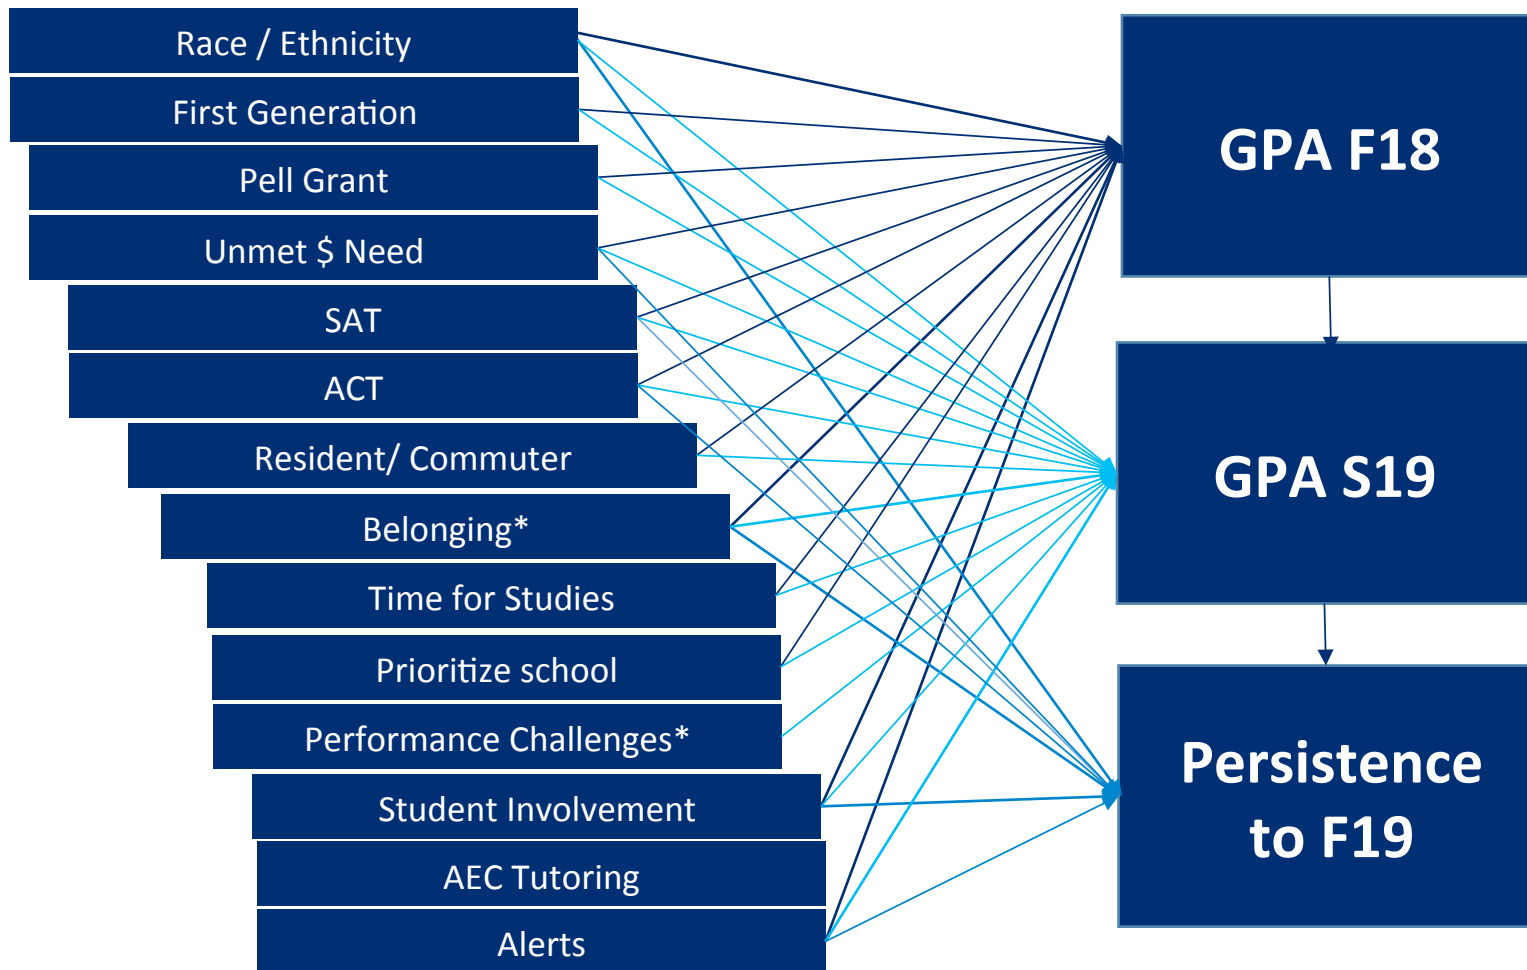 Race / Ethnicity
First Generation
Pell Grant
Unmet $ Need
SAT
ACT
Resident/ Commuter
Belonging*
Time for Studies
Prioritize school
Performance Challenges*
Student Involvement
AEC Tutoring
Alerts
GPA F18
GPA S19
Persistence
to F19